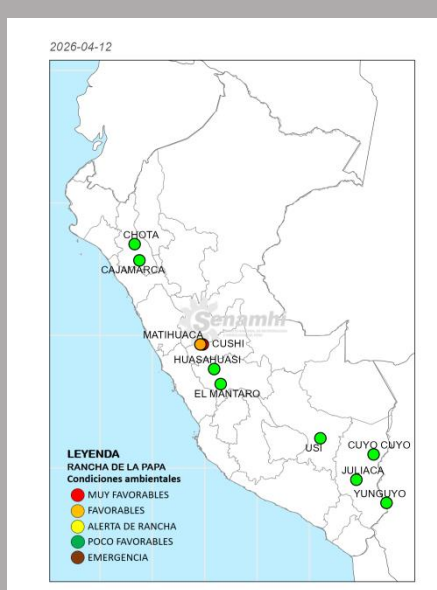 2026-04-12
CHOTA
CAJAMARCA
Senamhi
MATIHUACA
CUSHI
HUASAHUASI
EL MANTARO
USI
CUYO CUYO
JULIACA
YUNGUYO
LEYENDA
RANCHA DE LA PAPA
Condiciones ambientales
MUY FAVORABLES
FAVORABLES
ALERTA DE RANCHA
POCO FAVORABLES
EMERGENCIA